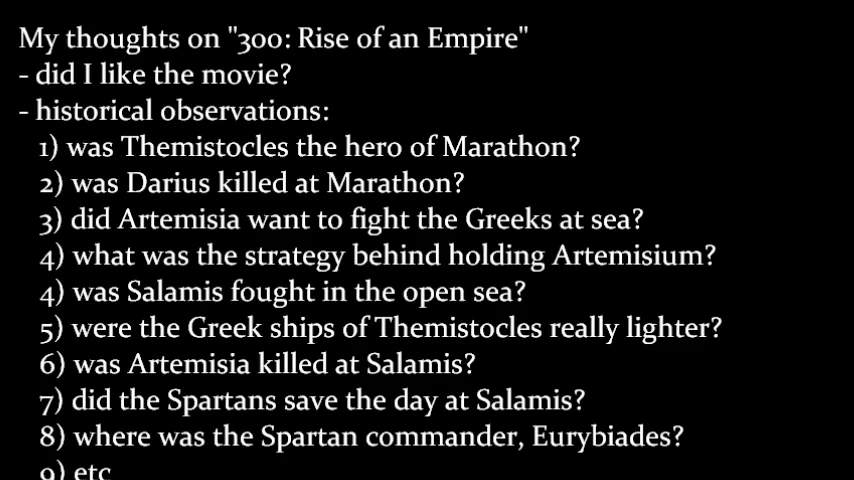 My thoughts on "300: Rise of an Empire"
- did I like the movie?
- historical observations:
1) was Themistocles the hero of Marathon?
2) was Darius killed at Marathon?
3) did Artemisia want to fight the Greeks at sea?
4) what was the strategy behind holding Artemisium?
4) was Salamis fought in the open sea?
5) were the Greek ships of Themistocles really lighter?
6) was Artemisia killed at Salamis?
7) did the Spartans save the day at Salamis?
8) where was the Spartan commander, Eurybiades?
9) etc